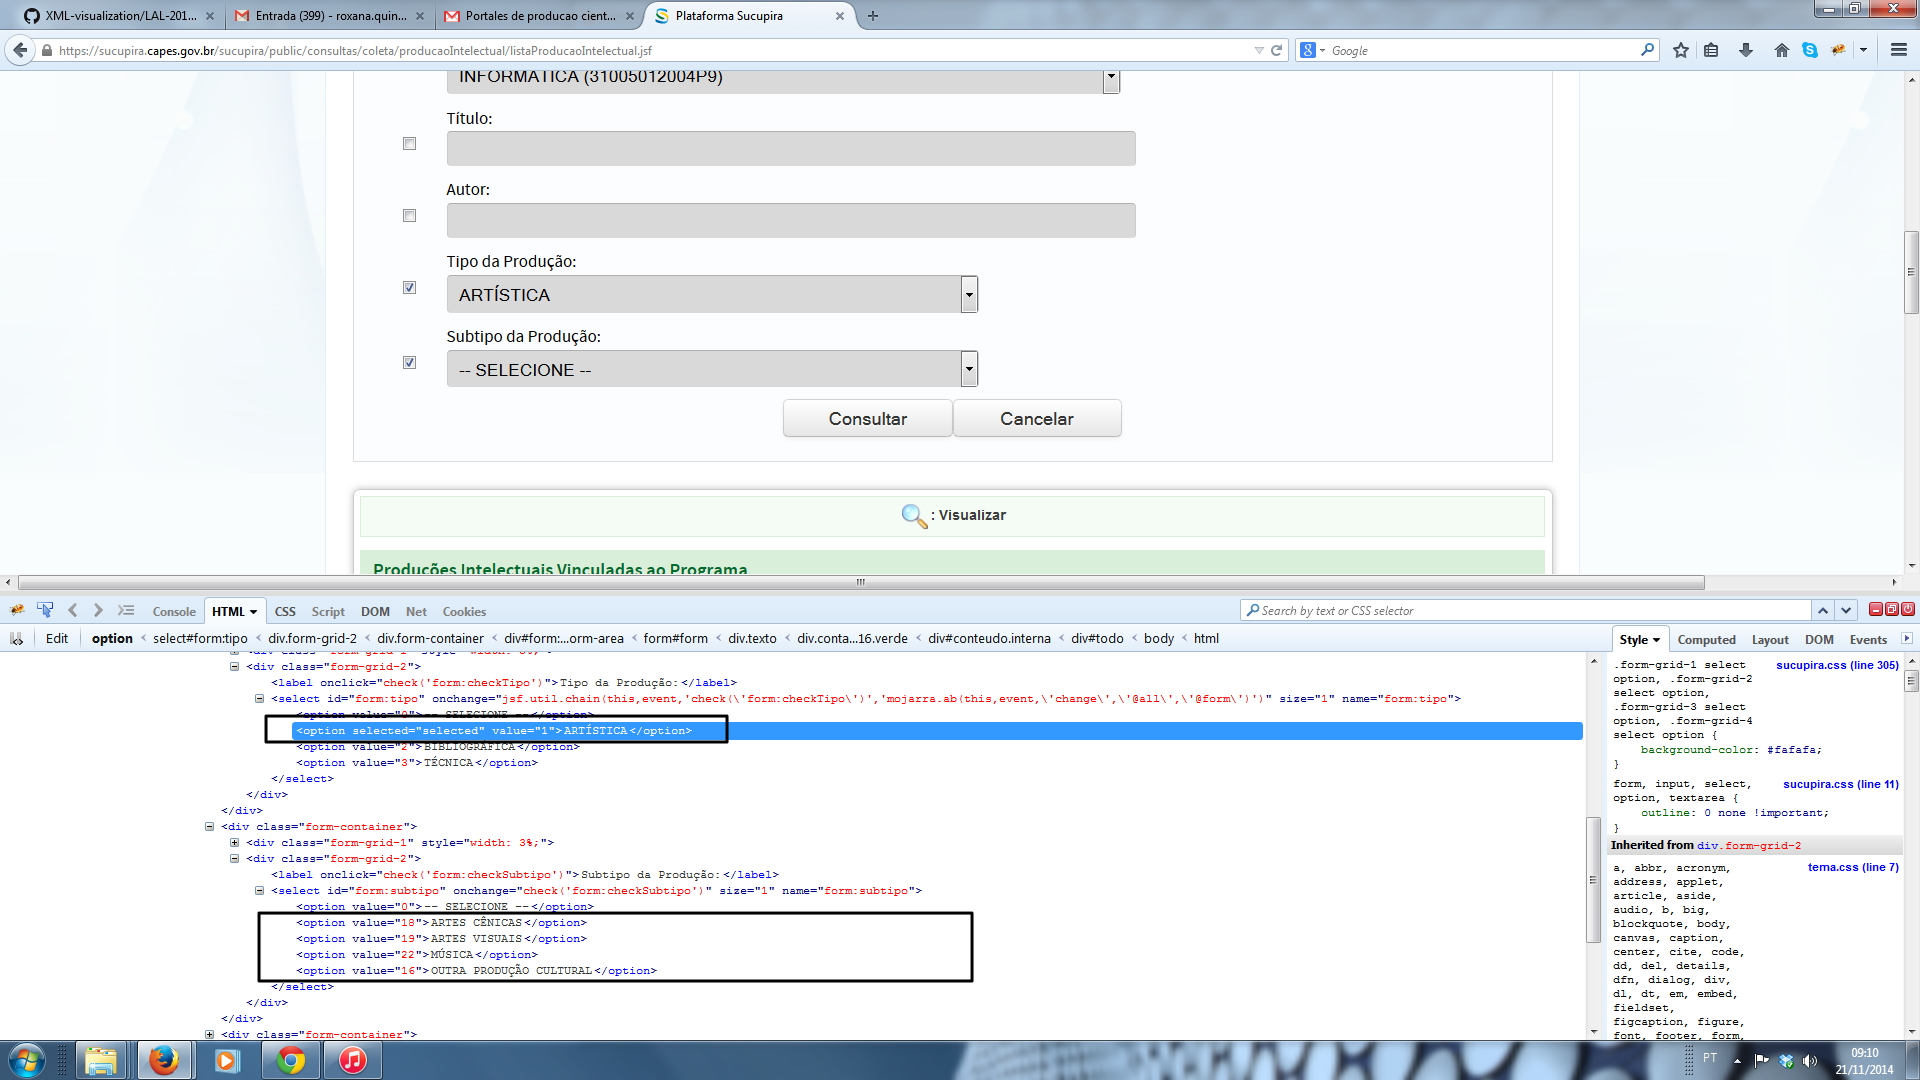 XML-visualization/LAL-201...
Entrada (399) - roxana.quin...
Portales de producao cient...
Plataforma Sucupira
https://sucupira.capes.gov.br/sucupira/public/consultas/coleta/producaoIntelectual/listaProducaoIntelectual.jsf
Google
INFORMÁTICA (31005012004P9)
Título:
Autor:
Tipo da Produção:
ARTÍSTICA
Subtipo da Produção:
-- SELECIONE --
Consultar Cancelar
: Visualizar
Produções Intelectuais Vinculadas ao Programa
Console HTML CSS Script DOM Net Cookies
Search by text or CSS selector
Edit option < select#form:tipo < div.form-grid-2 < div.form-container < div#form:...orm-area < form#form < div.texto < div.conta...16.verde < div#conteudo.interna < div#todo < body < html
Style Computed Layout DOM Events
<div class="form-grid-1" style="width: 3%;">
<div class="form-grid-2">
<label onclick="check('form:checkTipo')">Tipo da Produção:</label>
<select id="form:tipo" onchange="jsf.util.chain(this,event,'check(\'form:checkTipo\')','mojarra.ab(this,event,\'change\',\'@all\',\'@form\')')" size="1" name="form:tipo">
<option value="0">-- SELECIONE --</option>
<option selected="selected" value="1">ARTÍSTICA</option>
<option value="2">BIBLIOGRÁFICA</option>
<option value="3">TÉCNICA</option>
</select>
</div>
</div>
<div class="form-container">
<div class="form-grid-1" style="width: 3%;">
<div class="form-grid-2">
<label onclick="check('form:checkSubtipo')">Subtipo da Produção:</label>
<select id="form:subtipo" onchange="check('form:checkSubtipo')" size="1" name="form:subtipo">
<option value="0">-- SELECIONE --</option>
<option value="18">ARTES CÊNICAS</option>
<option value="19">ARTES VISUAIS</option>
<option value="22">MÚSICA</option>
<option value="16">OUTRA PRODUÇÃO CULTURAL</option>
</select>
</div>
</div>
<div class="form-container">
.form-grid-1 select sucupira.css (line 305)
option, .form-grid-2
select option,
.form-grid-3 select
option, .form-grid-4
select option {
background-color: #fafafa;
}
form, input, select, sucupira.css (line 11)
option, textarea {
outline: 0 none !important;
}
Inherited from div.form-grid-2
a, abbr, acronym, tema.css (line 7)
address, applet,
article, aside,
audio, b, big,
blockquote, body,
canvas, caption,
center, cite, code,
dd, del, details,
dfn, dialog, div,
dl, dt, em, embed,
fieldset,
figcaption, figure,
font, footer, form,
PT
09:10
21/11/2014